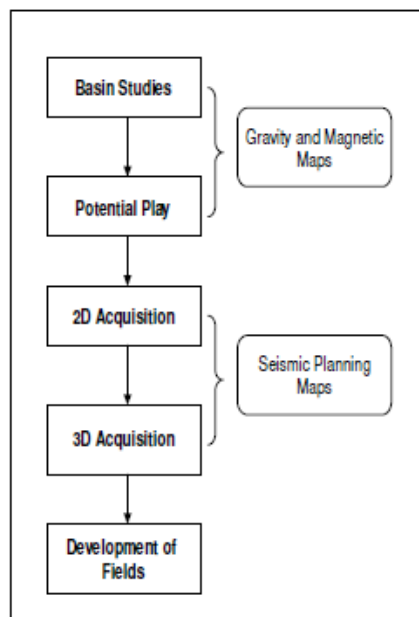 Basin Studies
Gravity and Magnetic
Maps
Potential Play
2D Acquisition
Seismic Planning
Maps
3D Acquisition
Development of
Fields